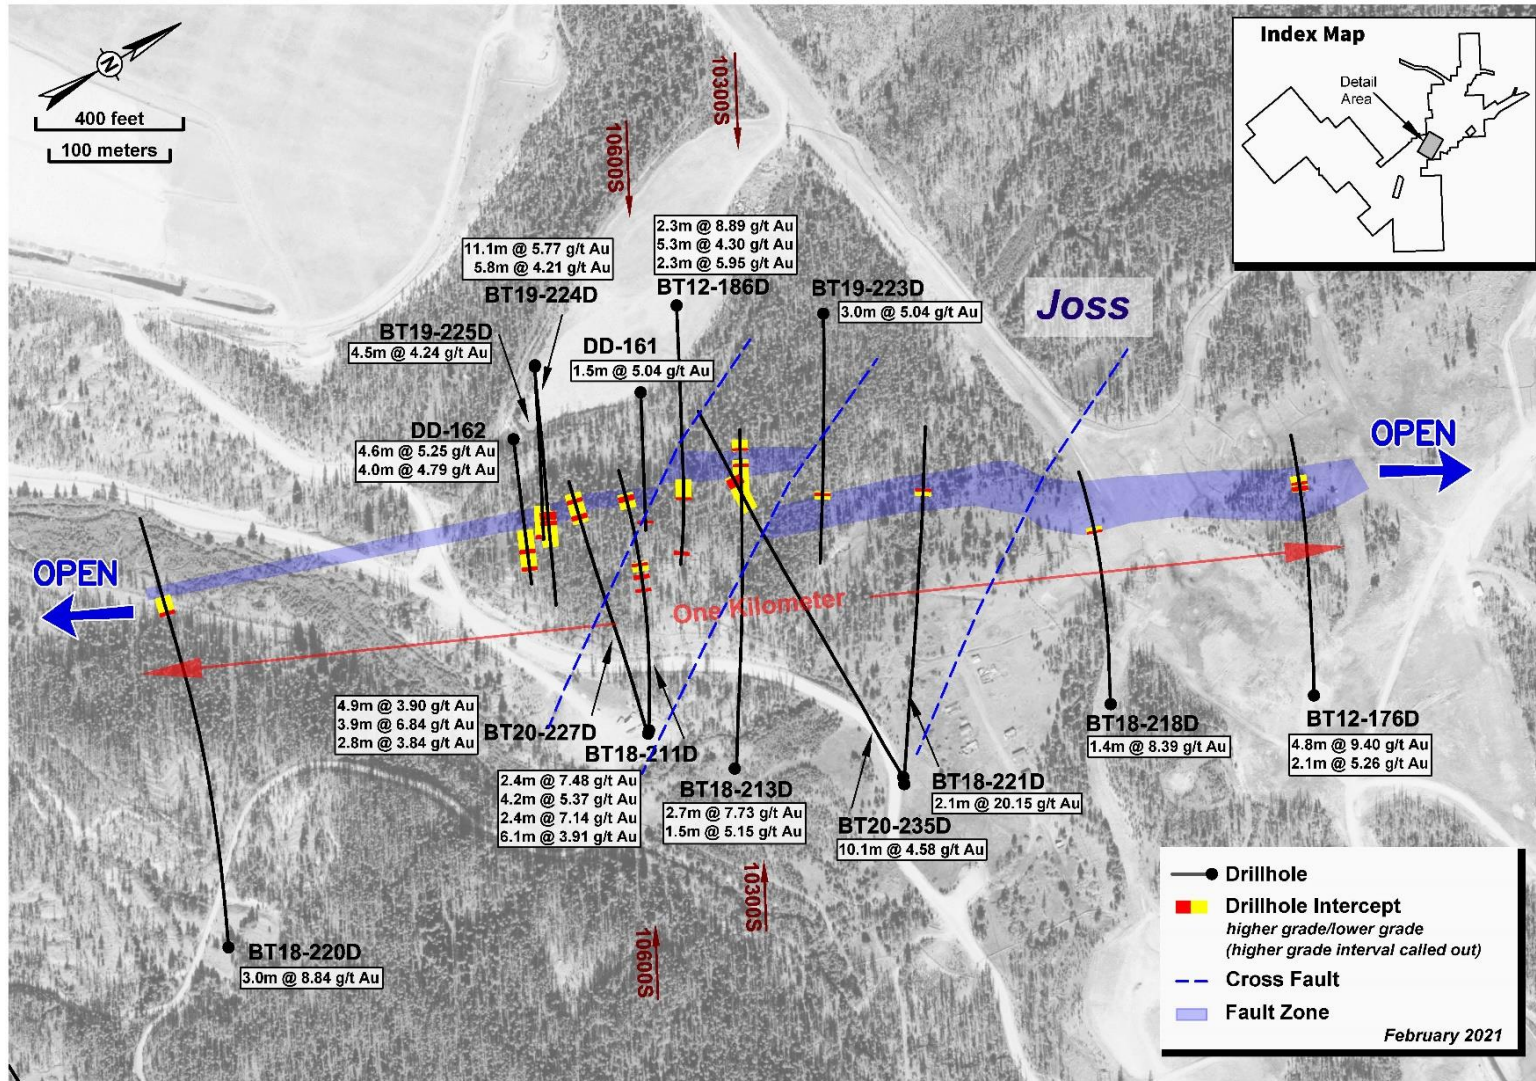 N
400 feet
100 meters
10600S
10300S
Index Map
Detail
Area
11.1m @ 5.77 g/t Au
5.8m @ 4.21 g/t Au
BT19-224D
2.3m @ 8.89 g/t Au
5.3m @ 4.30 g/t Au
2.3m @ 5.95 g/t Au
BT12-186D
BT19-223D
3.0m @ 5.04 g/t Au
Joss
BT19-225D
4.5m @ 4.24 g/t Au
DD-161
1.5m @ 5.04 g/t Au
DD-162
4.6m @ 5.25 g/t Au
4.0m @ 4.79 g/t Au
OPEN
OPEN
One Kilometer
4.9m @ 3.90 g/t Au
3.9m @ 6.84 g/t Au
2.8m @ 3.84 g/t Au
BT20-227D
BT18-211D
2.4m @ 7.48 g/t Au
4.2m @ 5.37 g/t Au
2.4m @ 7.14 g/t Au
6.1m @ 3.91 g/t Au
BT18-213D
2.7m @ 7.73 g/t Au
1.5m @ 5.15 g/t Au
BT18-221D
2.1m @ 20.15 g/t Au
BT20-235D
10.1m @ 4.58 g/t Au
BT18-218D
1.4m @ 8.39 g/t Au
BT12-176D
4.8m @ 9.40 g/t Au
2.1m @ 5.26 g/t Au
10300S
10600S
BT18-220D
3.0m @ 8.84 g/t Au
Drillhole
Drillhole Intercept
higher grade/lower grade
(higher grade interval called out)
Cross Fault
Fault Zone
February 2021